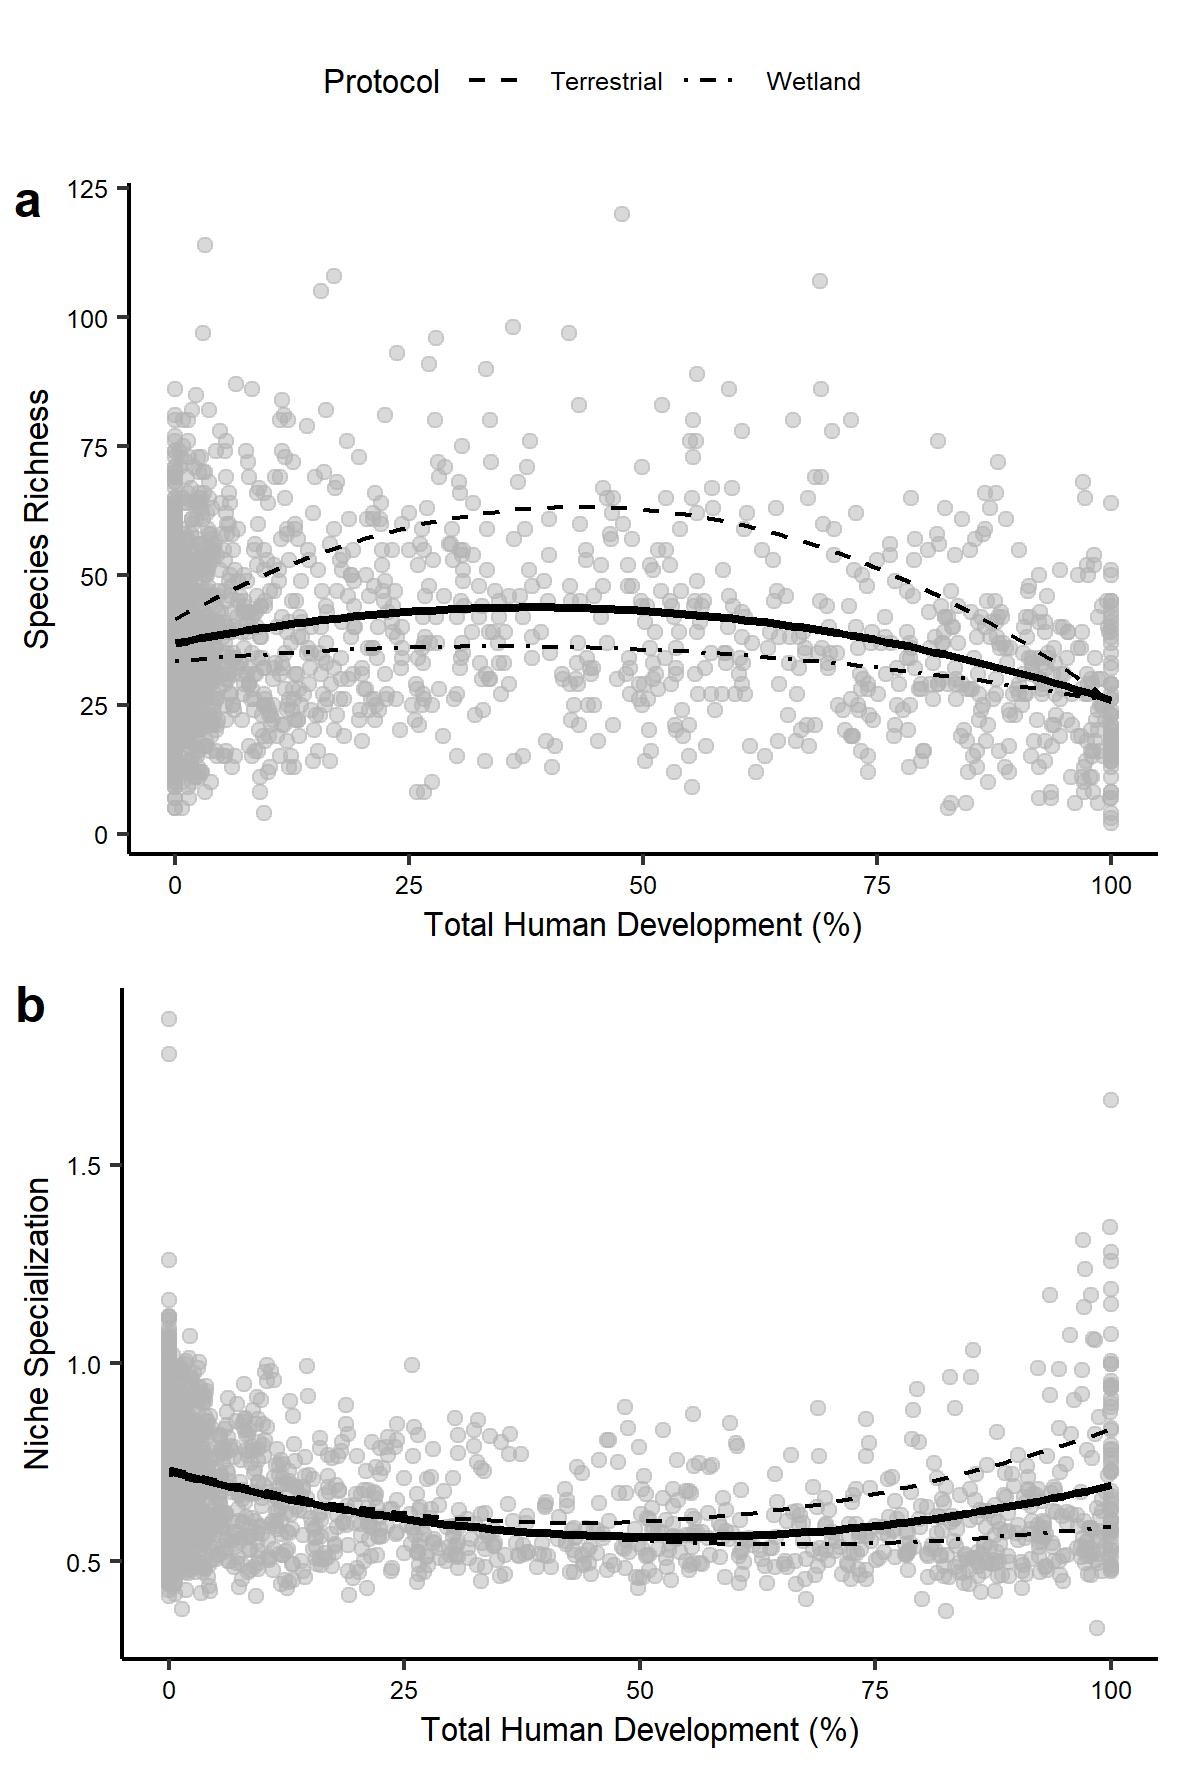 Protocol Terrestrial Wetland
a
125
100
75
50
25
0
Species Richness
0 25 50 75 100
Total Human Development (%)
b
1.5
1.0
0.5
Niche Specialization
0 25 50 75 100
Total Human Development (%)